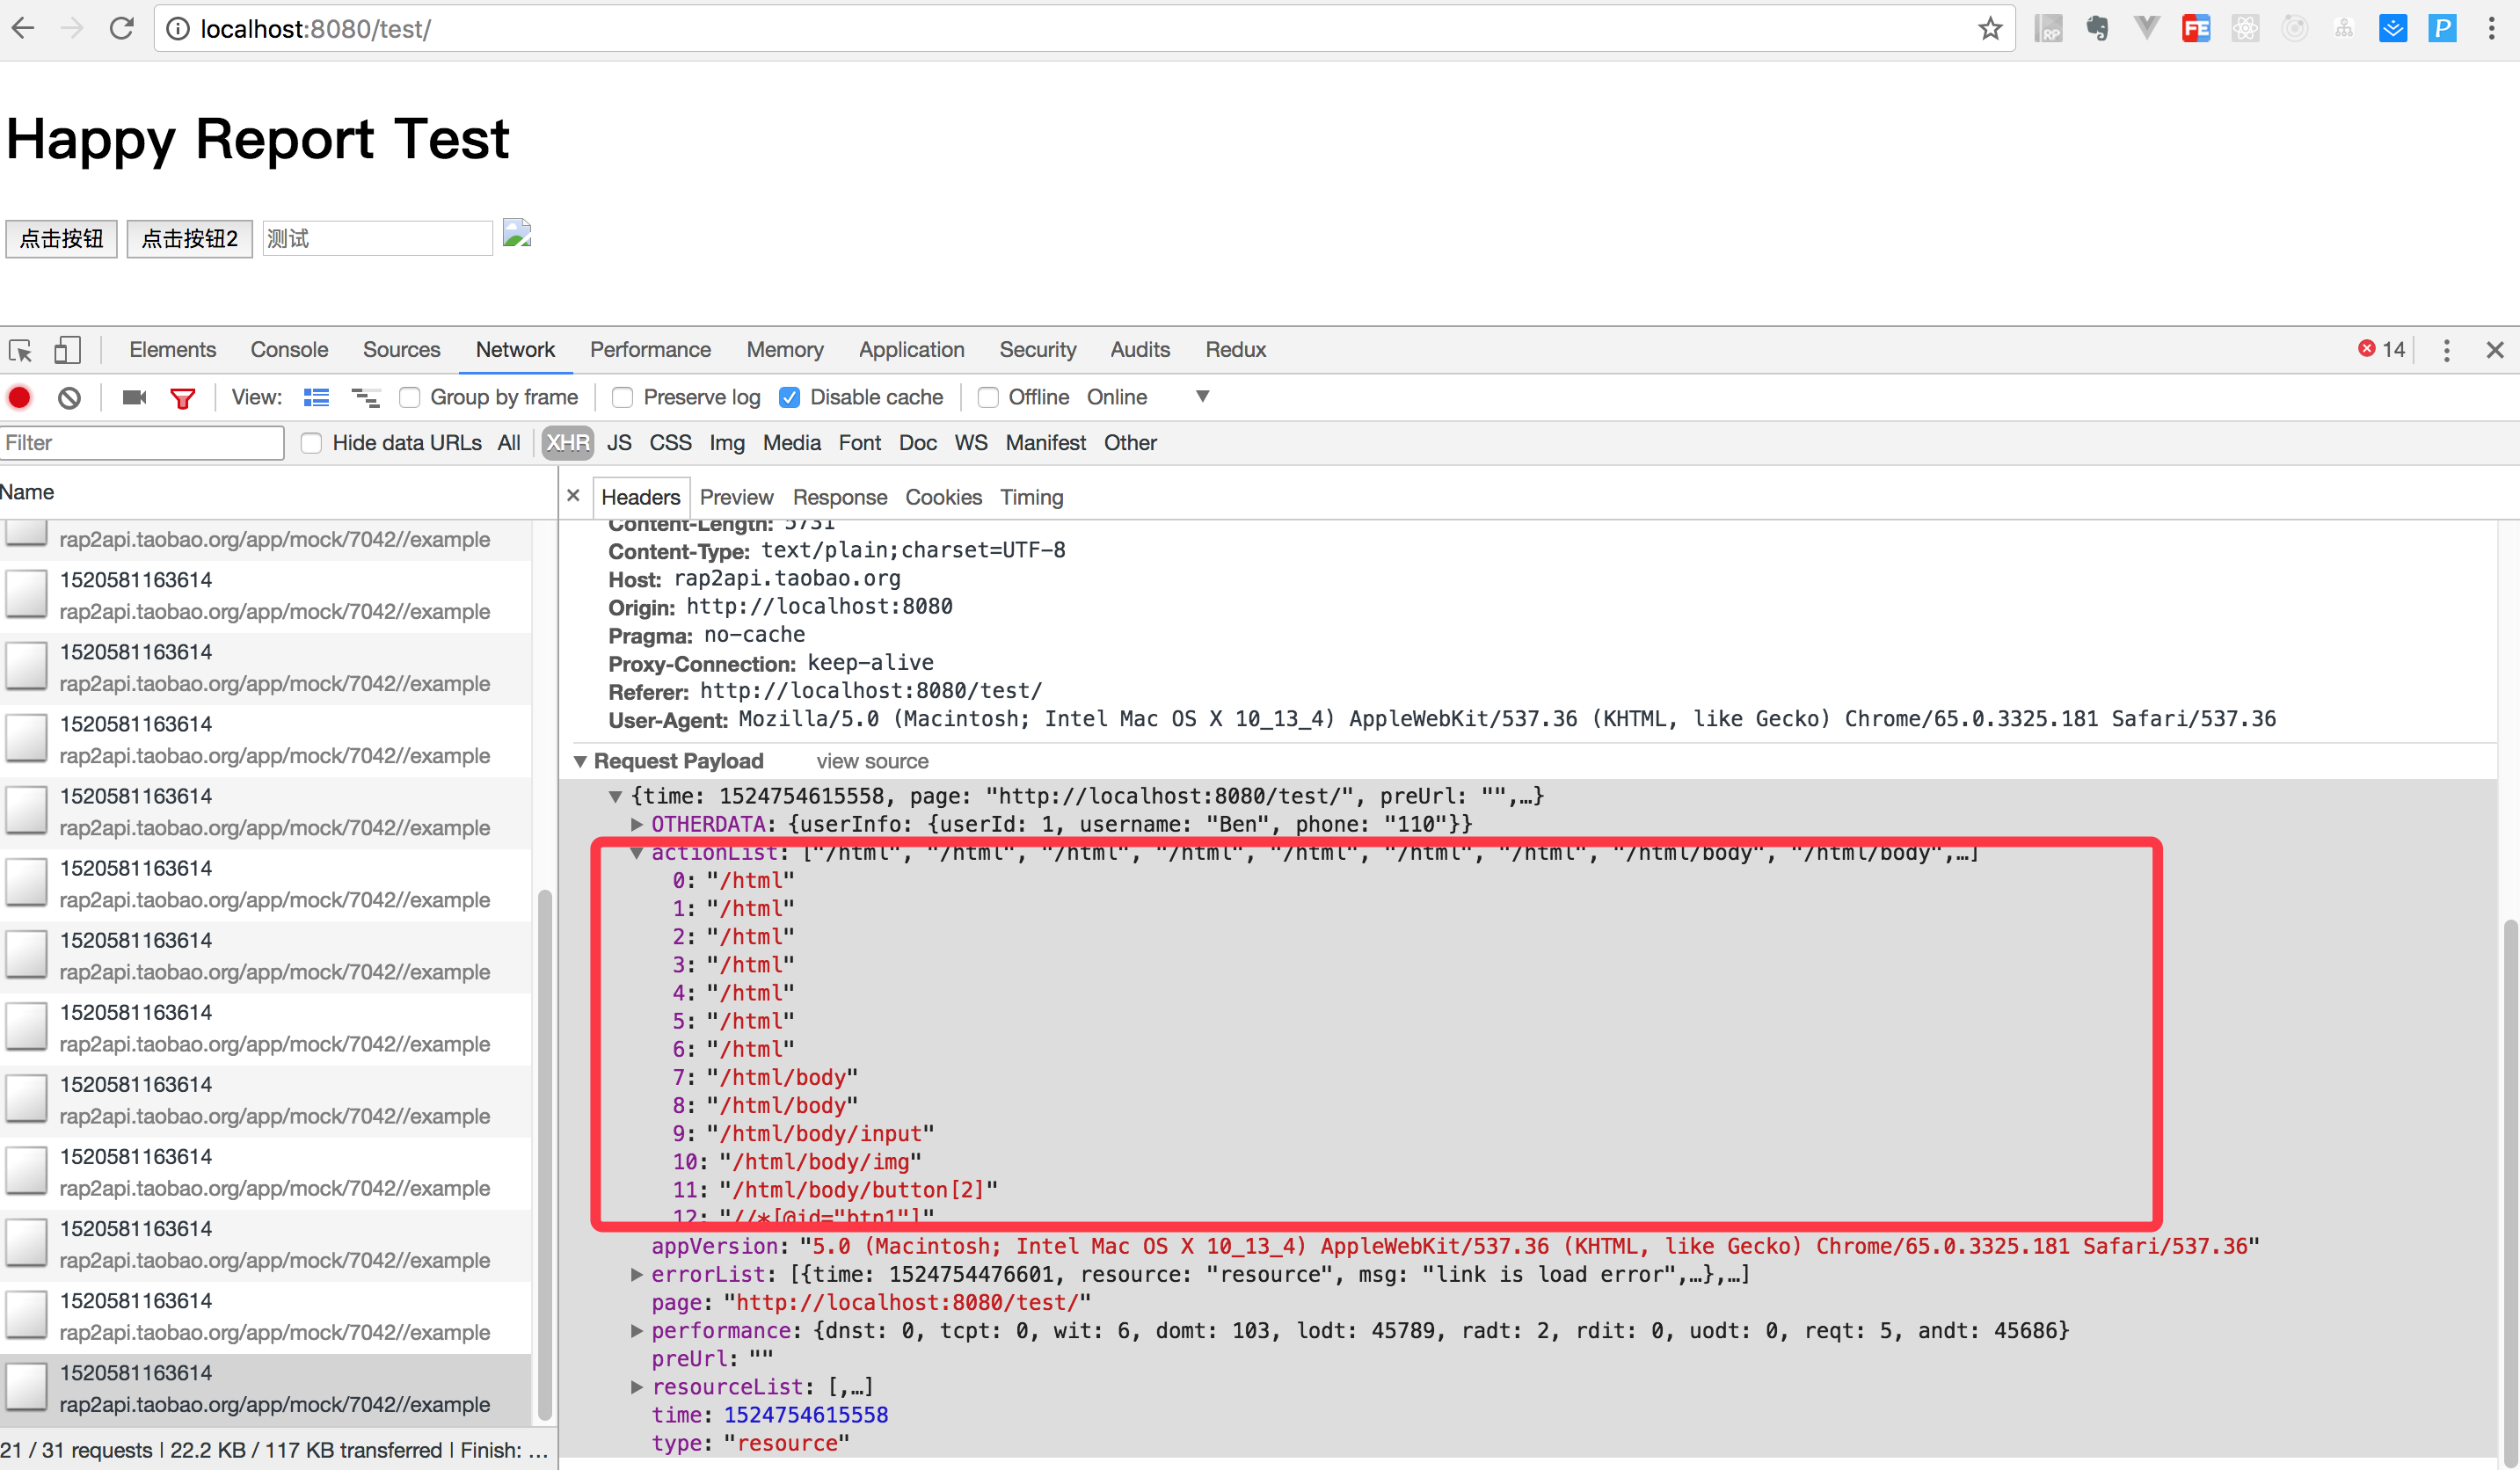 localhost:8080/test/
RP
FE
P
Happy Report Test
点击按钮 点击按钮2 测试
Elements Console Sources Network Performance Memory Application Security Audits Redux 14
View: Group by frame Preserve log Disable cache Offline Online
Filter Hide data URLs All XHR JS CSS Img Media Font Doc WS Manifest Other
Name
rap2api.taobao.org/app/mock/7042//example
1520581163614
rap2api.taobao.org/app/mock/7042//example
1520581163614
rap2api.taobao.org/app/mock/7042//example
1520581163614
rap2api.taobao.org/app/mock/7042//example
1520581163614
rap2api.taobao.org/app/mock/7042//example
1520581163614
rap2api.taobao.org/app/mock/7042//example
1520581163614
rap2api.taobao.org/app/mock/7042//example
1520581163614
rap2api.taobao.org/app/mock/7042//example
1520581163614
rap2api.taobao.org/app/mock/7042//example
1520581163614
rap2api.taobao.org/app/mock/7042//example
1520581163614
rap2api.taobao.org/app/mock/7042//example
1520581163614
rap2api.taobao.org/app/mock/7042//example
1520581163614
rap2api.taobao.org/app/mock/7042//example
21 / 31 requests | 22.2 KB / 117 KB transferred | Finish: ...
Headers Preview Response Cookies Timing
Content-Length: 5731
Content-Type: text/plain;charset=UTF-8
Host: rap2api.taobao.org
Origin: http://localhost:8080
Pragma: no-cache
Proxy-Connection: keep-alive
Referer: http://localhost:8080/test/
User-Agent: Mozilla/5.0 (Macintosh; Intel Mac OS X 10_13_4) AppleWebKit/537.36 (KHTML, like Gecko) Chrome/65.0.3325.181 Safari/537.36
Request Payload view source
{time: 1524754615558, page: "http://localhost:8080/test/", preUrl: "",…}
OTHERDATA: {userInfo: {userId: 1, username: "Ben", phone: "110"}}
actionList: ["/html", "/html", "/html", "/html", "/html", "/html", "/html", "/html/body", "/html/body",…]
0: "/html"
1: "/html"
2: "/html"
3: "/html"
4: "/html"
5: "/html"
6: "/html"
7: "/html/body"
8: "/html/body"
9: "/html/body/input"
10: "/html/body/img"
11: "/html/body/button[2]"
12: "//*[@id="btn1"]"
appVersion: "5.0 (Macintosh; Intel Mac OS X 10_13_4) AppleWebKit/537.36 (KHTML, like Gecko) Chrome/65.0.3325.181 Safari/537.36"
errorList: [{time: 1524754476601, resource: "resource", msg: "link is load error",…},…]
page: "http://localhost:8080/test/"
performance: {dnst: 0, tcpt: 0, wit: 6, domt: 103, lodt: 45789, radt: 2, rdit: 0, uodt: 0, reqt: 5, andt: 45686}
preUrl: ""
resourceList: [,…]
time: 1524754615558
type: "resource"